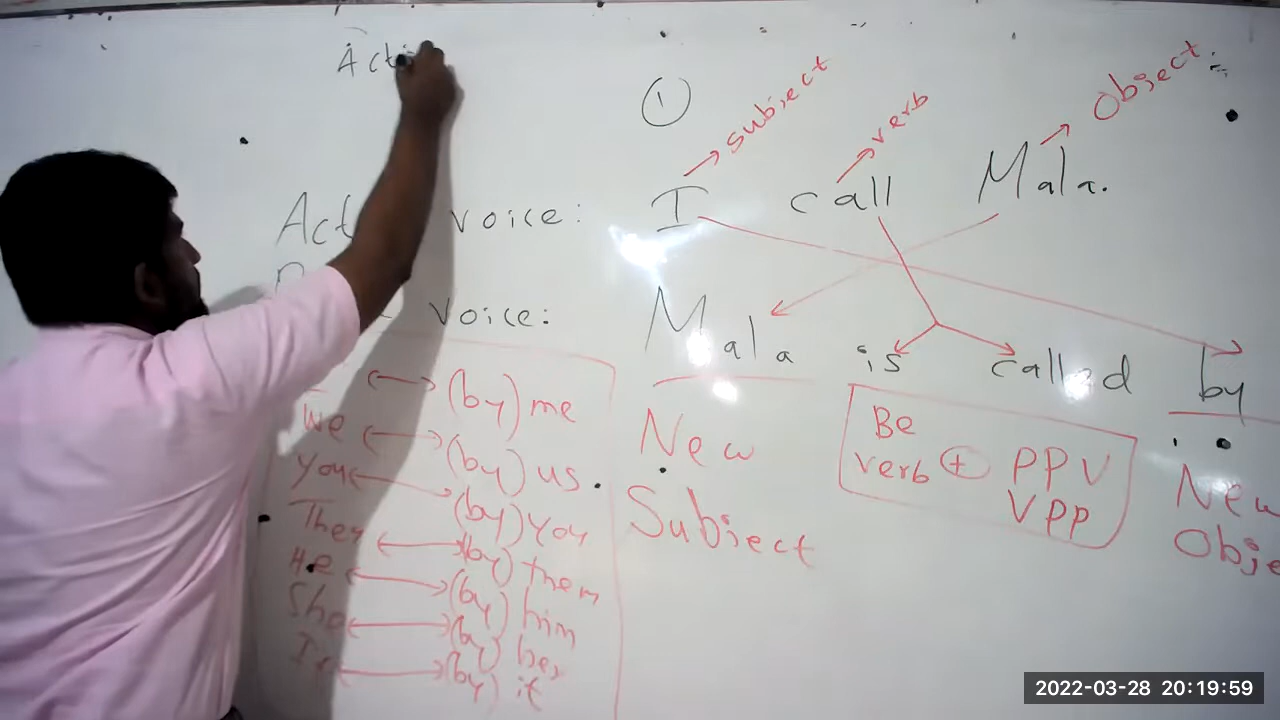 Acti
①
subject
verb
Object
Act voice: I call Mala.
voice: Mala is called by
(by) me
We (by) us
You (by) you
They (by) them
He (by) him
She (by) her
It (by) it
New Subject
Be verb + PPV
VPP
New
Obje
2022-03-28 20:19:59